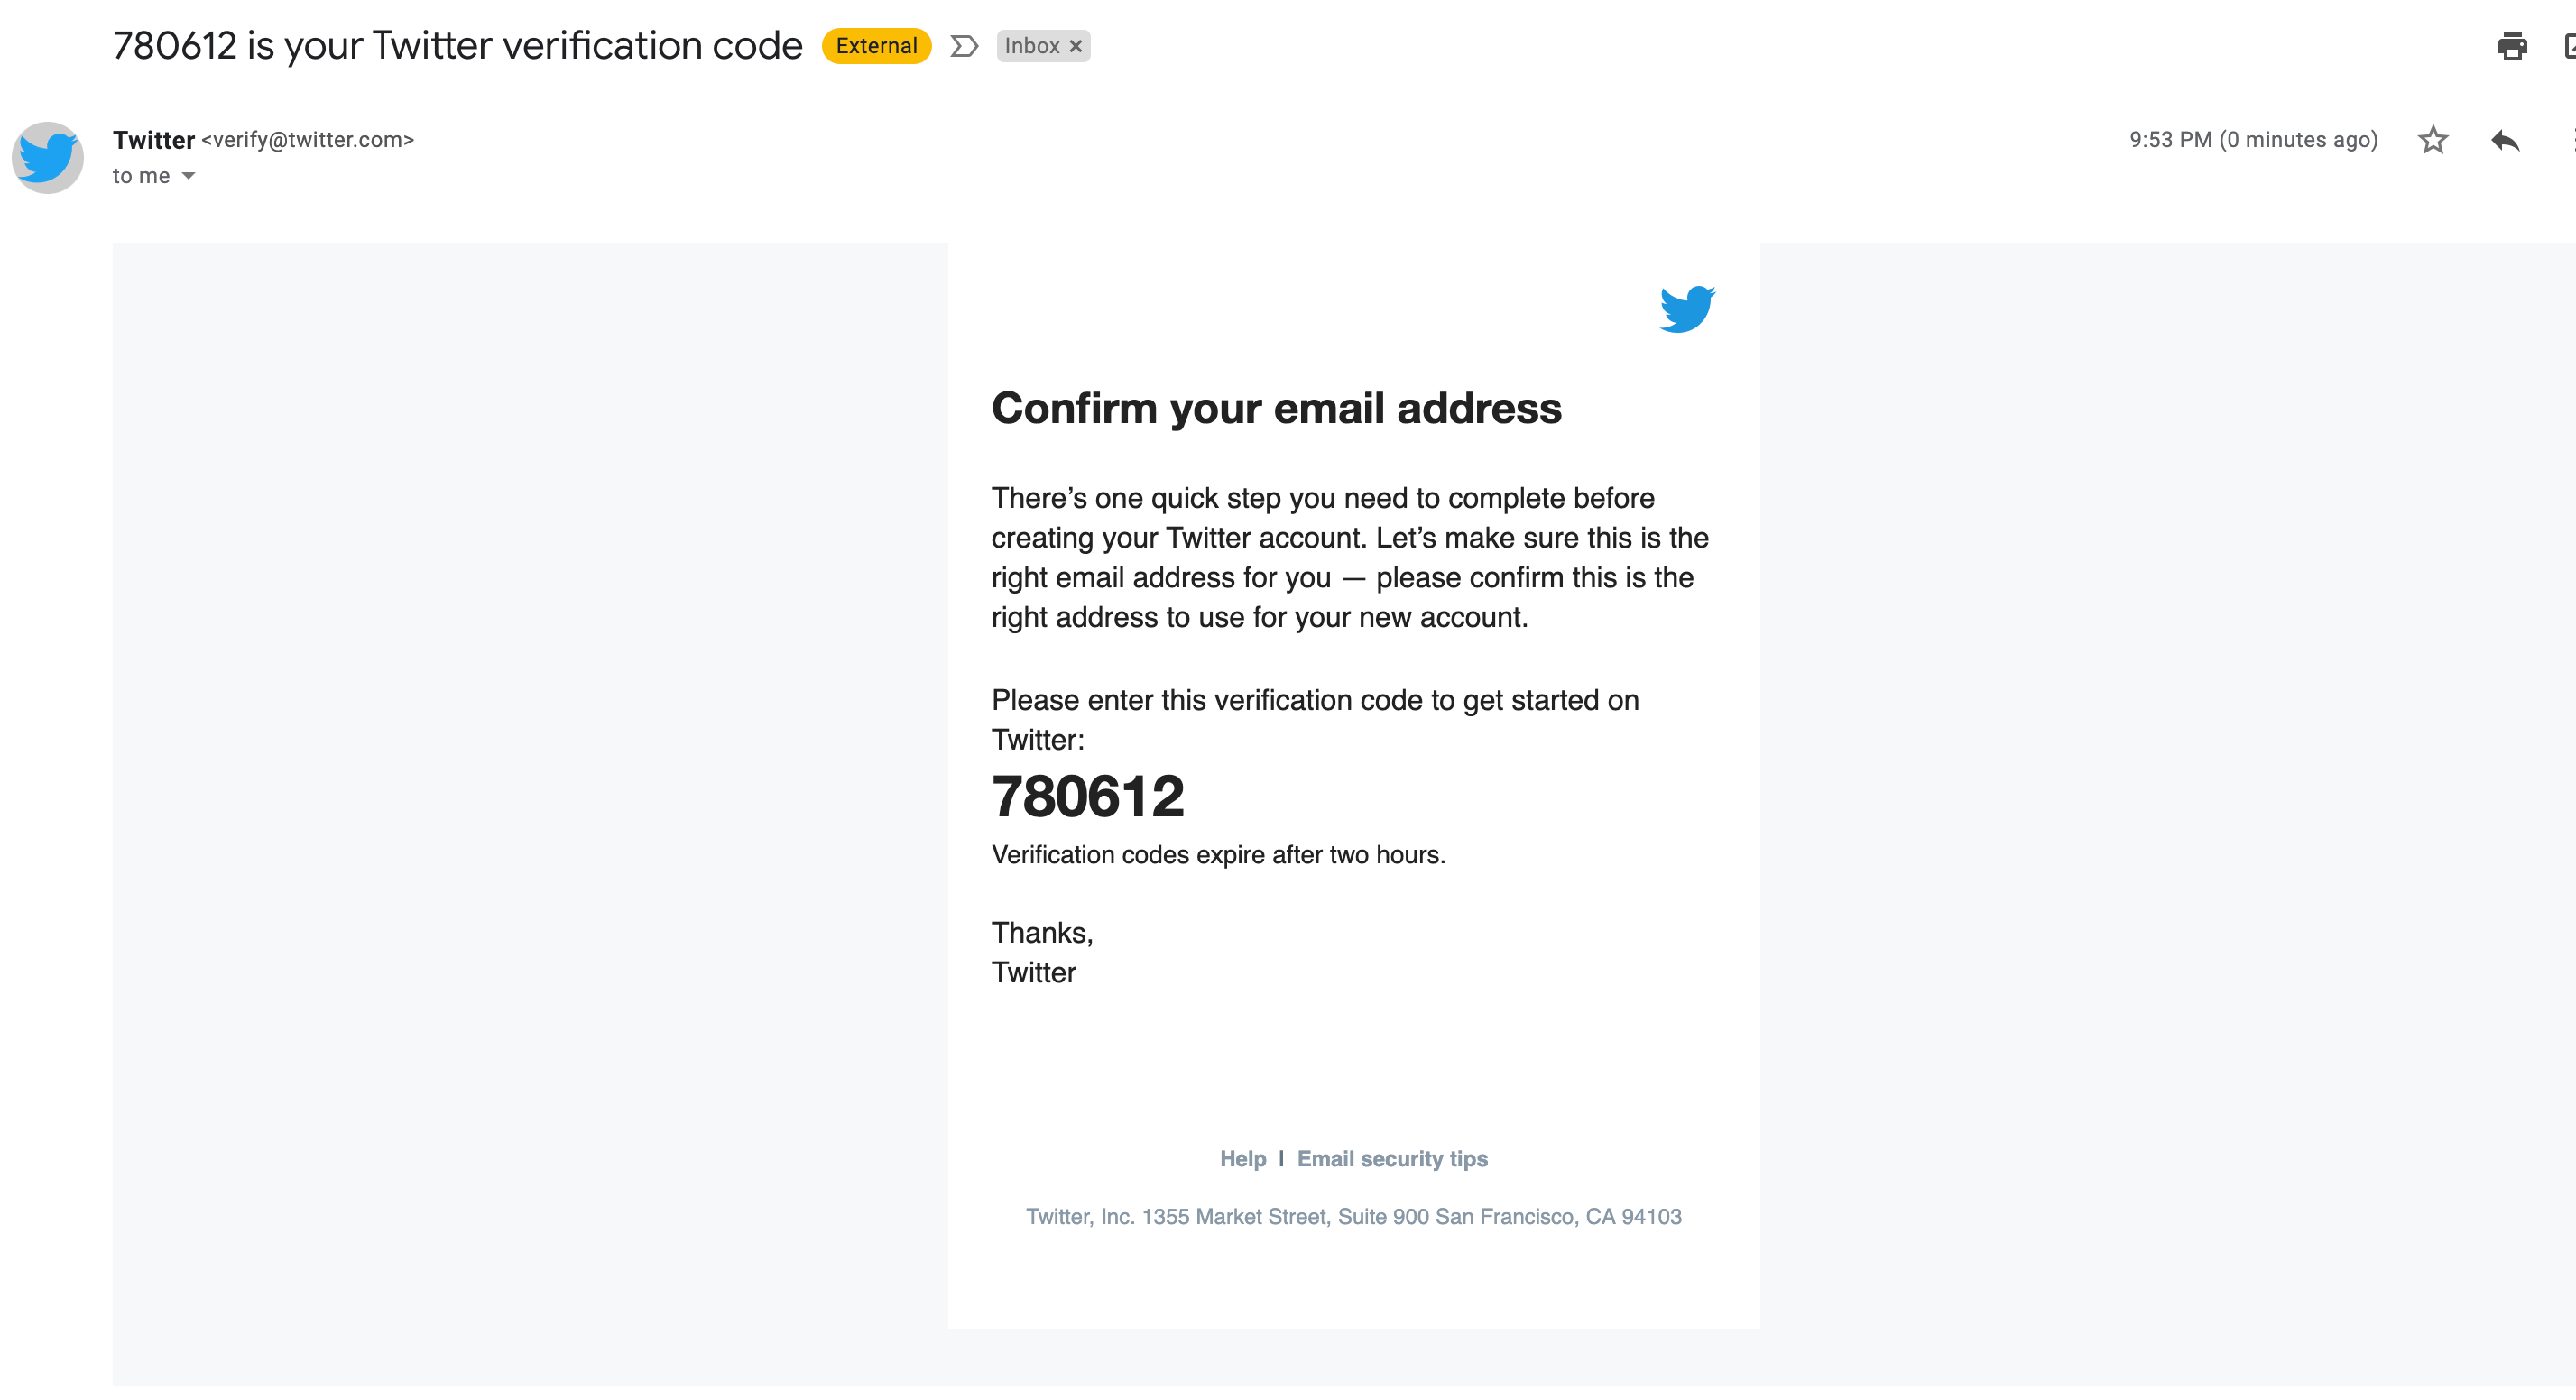 780612 is your Twitter verification code External Inbox ×
Twitter <verify@twitter.com> 9:53 PM (0 minutes ago)
to me
Confirm your email address
There’s one quick step you need to complete before
creating your Twitter account. Let’s make sure this is the
right email address for you — please confirm this is the
right address to use for your new account.
Please enter this verification code to get started on
Twitter:
780612
Verification codes expire after two hours.
Thanks,
Twitter
Help | Email security tips
Twitter, Inc. 1355 Market Street, Suite 900 San Francisco, CA 94103